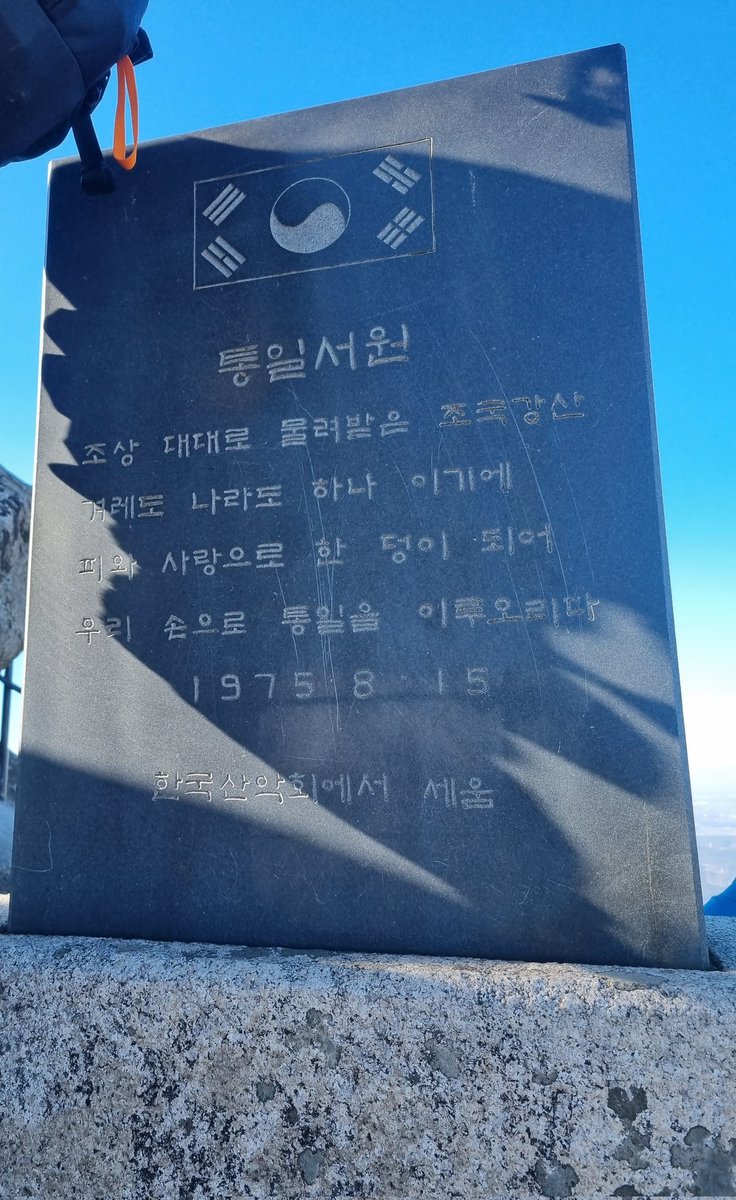 통일서원
조상 대대로 물려받은 조국강산
겨레도 나라도 하나 이기에
피와 사랑으로 한 덩이 되어
우리 손으로 통일을 이루오리다
1975·8·15
한국산악회에서 세움